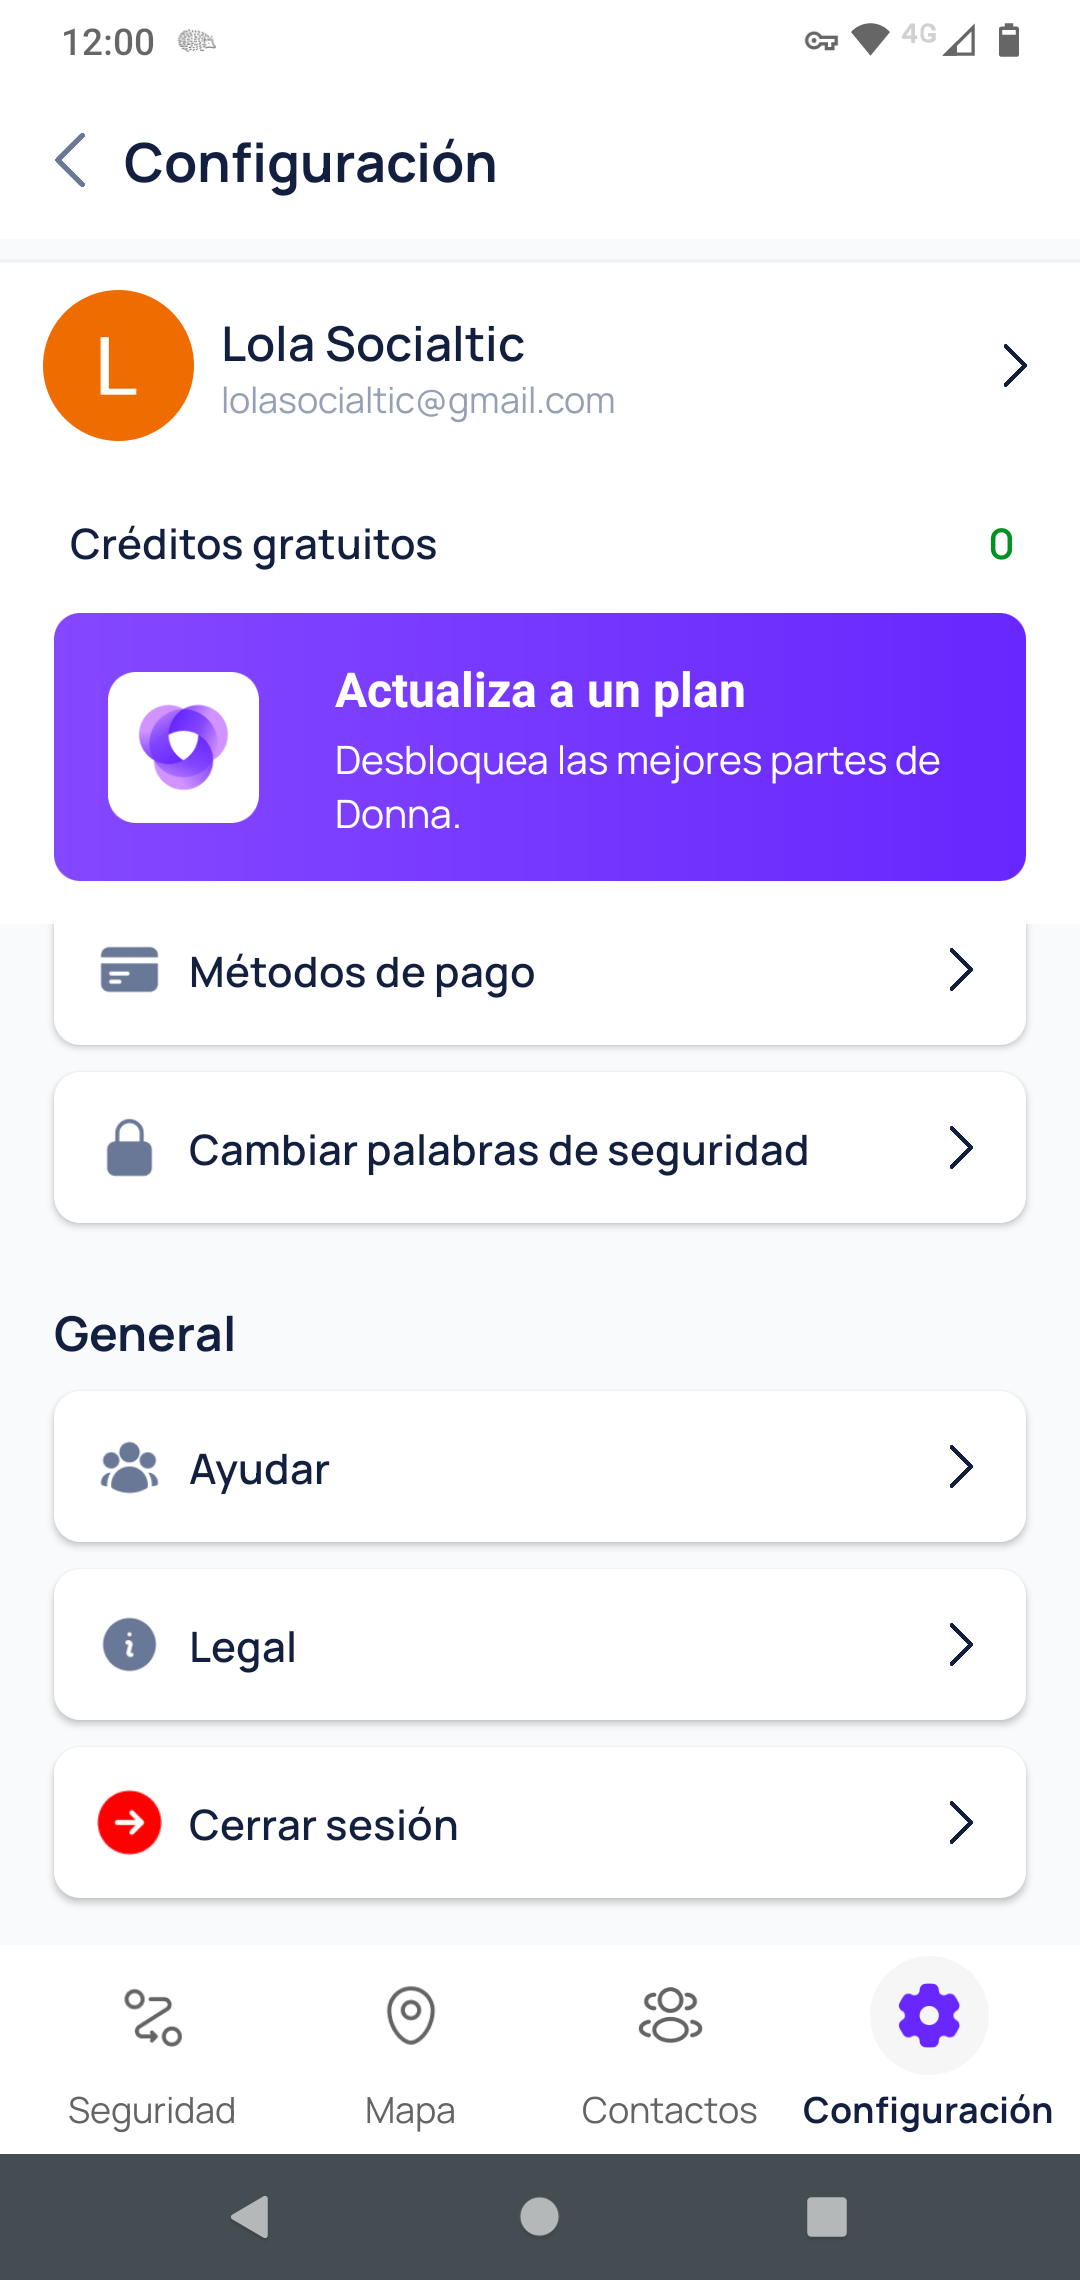 12:00
4G
Configuración
L
Lola Socialtic
lolasocialtic@gmail.com
Créditos gratuitos
0
Actualiza a un plan
Desbloquea las mejores partes de
Donna.
Métodos de pago
Cambiar palabras de seguridad
General
Ayudar
Legal
Cerrar sesión
Seguridad
Mapa
Contactos
Configuración